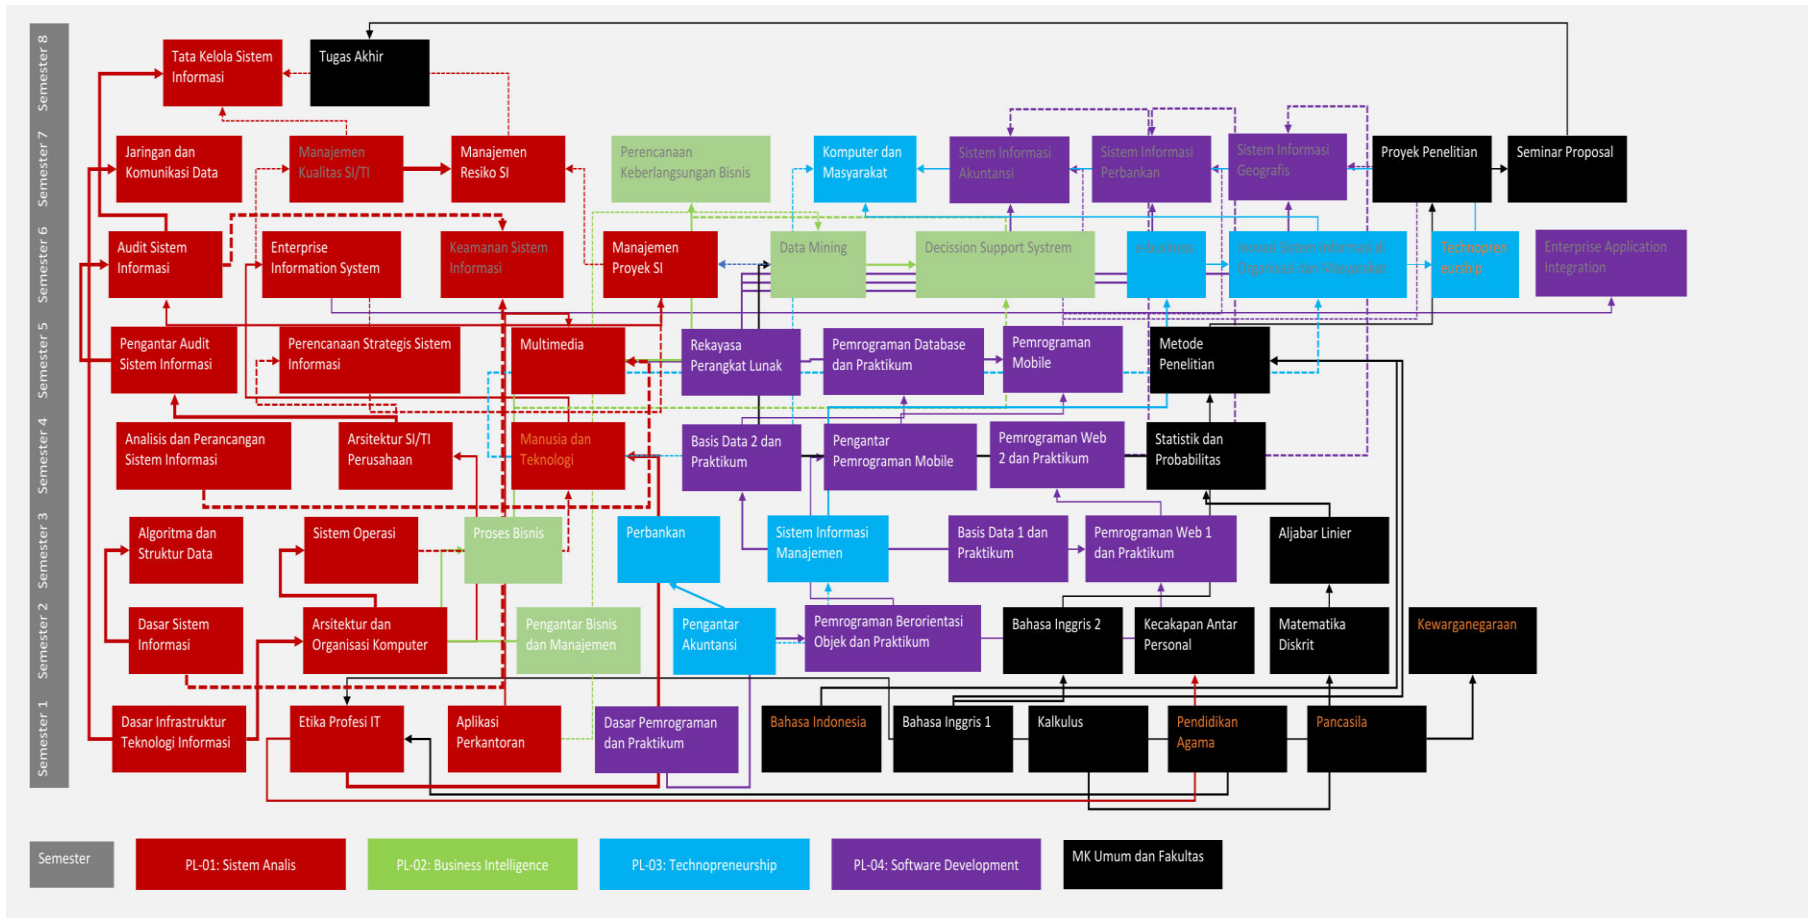 Semester 8
Tata Kelola Sistem
Informasi
Tugas Akhir
Semester 7
Jaringan dan
Komunikasi Data
Manajemen
Kualitas SI/TI
Manajemen
Resiko SI
Perencanaan
Keberlangsungan Bisnis
Komputer dan
Masyarakat
Sistem Informasi
Akuntansi
Sistem Informasi
Perbankan
Sistem Informasi
Geografis
Proyek Penelitian
Seminar Proposal
Semester 6
Audit Sistem
Informasi
Enterprise
Information System
Keamanan Sistem
Informasi
Manajemen
Proyek SI
Data Mining
Decission Support Systrem
e-business
Inovasi Sistem Informasi di
Organisasi dan Masyarakat
Technopren
eurship
Enterprise Application
Integration
Semester 5
Pengantar Audit
Sistem Informasi
Perencanaan Strategis Sistem
Informasi
Multimedia
Rekayasa
Perangkat Lunak
Pemrograman Database
dan Praktikum
Pemrograman
Mobile
Metode
Penelitian
Semester 4
Analisis dan Perancangan
Sistem Informasi
Arsitektur SI/TI
Perusahaan
Manusia dan
Teknologi
Basis Data 2 dan
Praktikum
Pengantar
Pemrograman Mobile
Pemrograman Web
2 dan Praktikum
Statistik dan
Probabilitas
Semester 3
Algoritma dan
Struktur Data
Sistem Operasi
Proses Bisnis
Perbankan
Sistem Informasi
Manajemen
Basis Data 1 dan
Praktikum
Pemrograman Web 1
dan Praktikum
Aljabar Linier
Semester 2
Dasar Sistem
Informasi
Arsitektur dan
Organisasi Komputer
Pengantar Bisnis
dan Manajemen
Pengantar
Akuntansi
Pemrograman Berorientasi
Objek dan Praktikum
Bahasa Inggris 2
Kecakapan Antar
Personal
Matematika
Diskrit
Kewarganegaraan
Semester 1
Dasar Infrastruktur
Teknologi Informasi
Etika Profesi IT
Aplikasi
Perkantoran
Dasar Pemrograman
dan Praktikum
Bahasa Indonesia
Bahasa Inggris 1
Kalkulus
Pendidikan
Agama
Pancasila
Semester
PL-01: Sistem Analis
PL-02: Business Intelligence
PL-03: Technopreneurship
PL-04: Software Development
MK Umum dan Fakultas